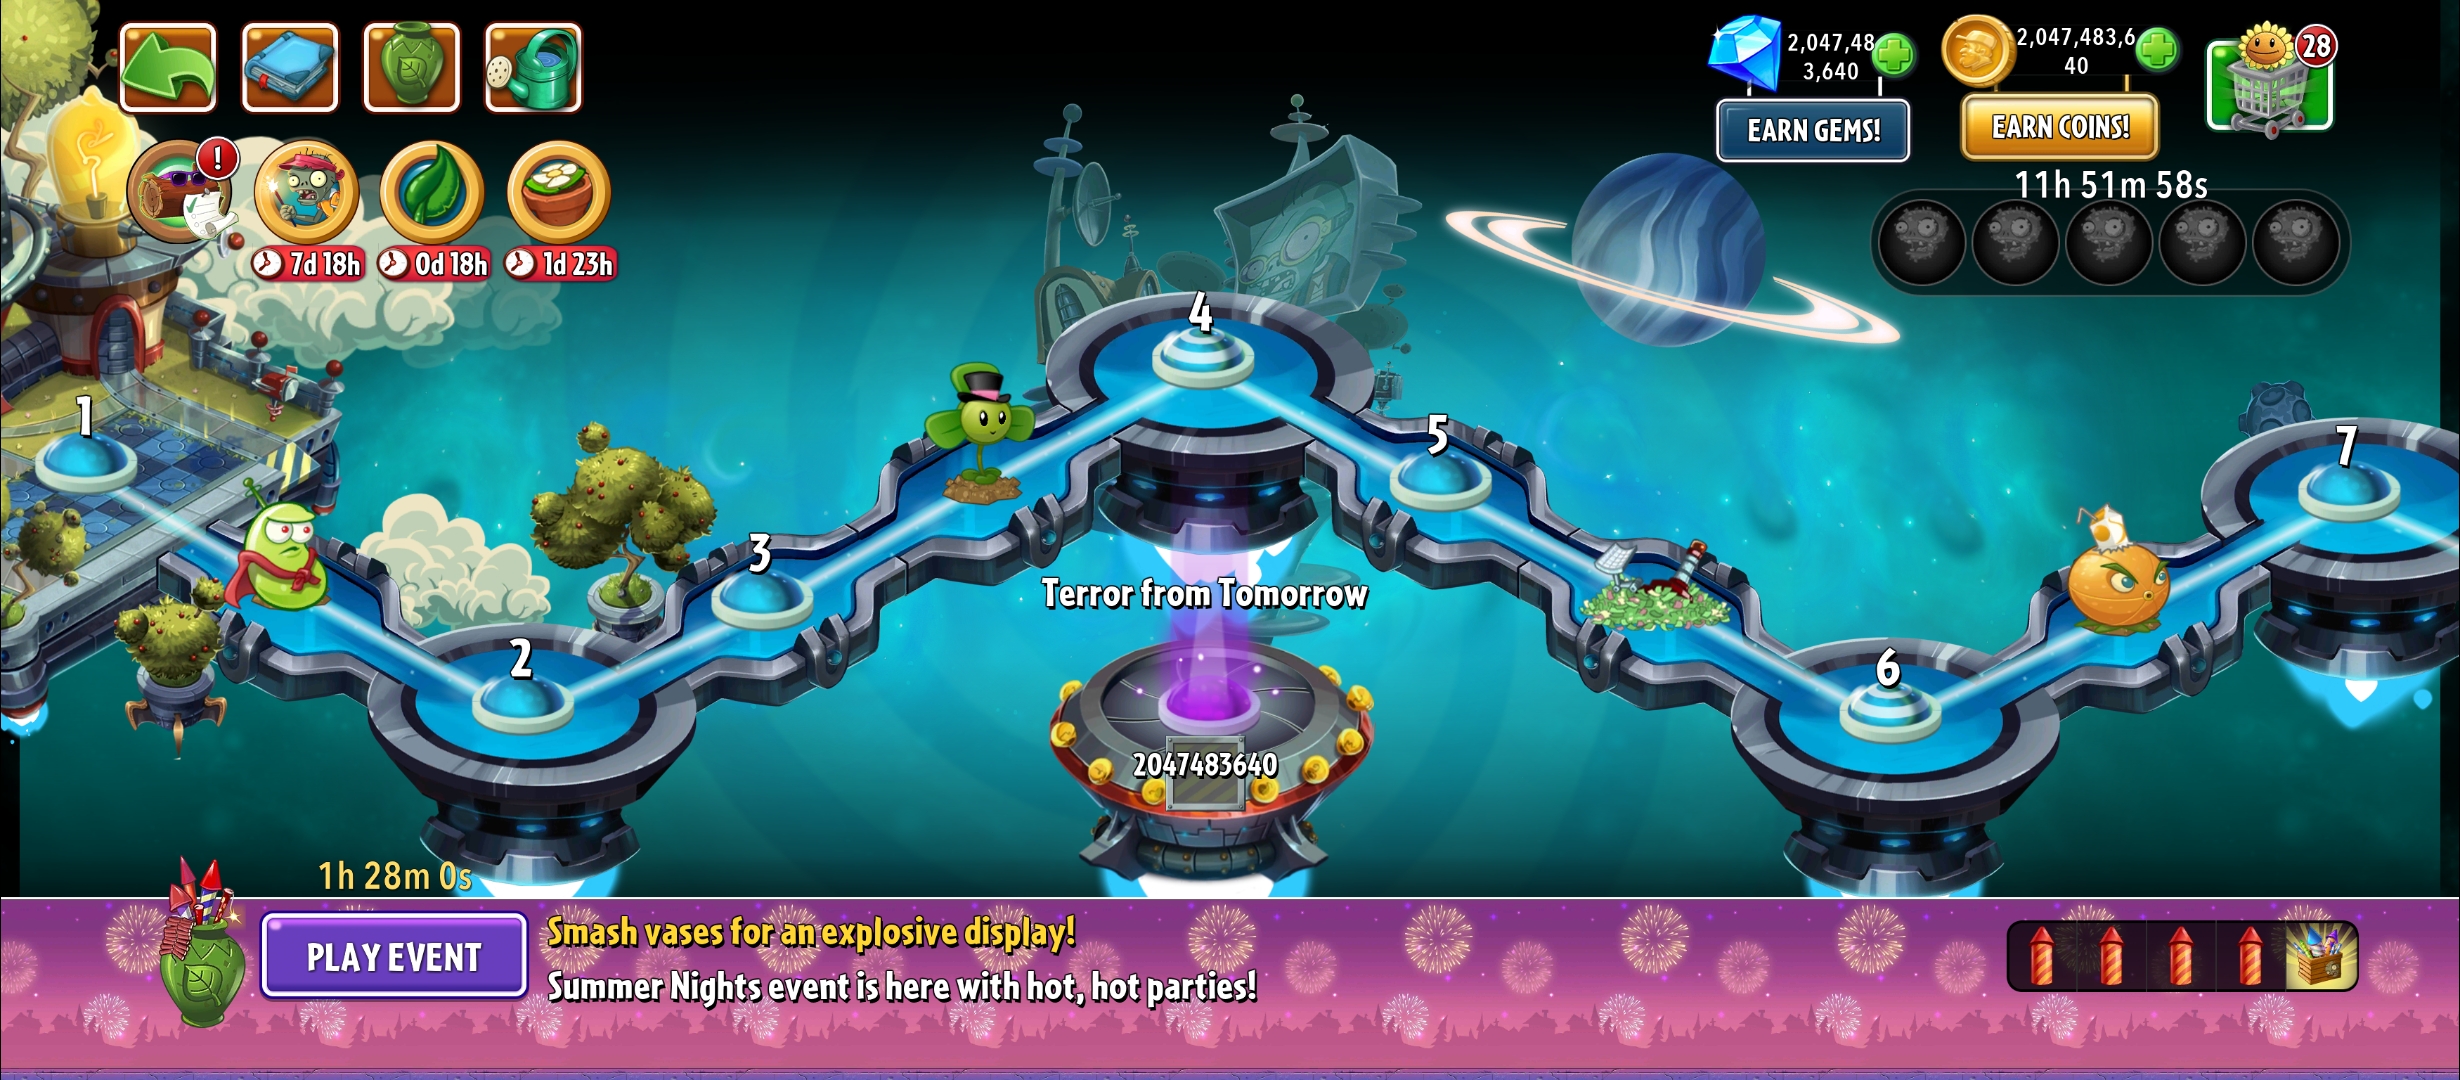 2,047,48
3,640
2,047,483,6
40
28
EARN GEMS!
EARN COINS!
!
11h 51m 58s
7d 18h
0d 18h
1d 23h
1
2
3
4
5
6
7
Terror from Tomorrow
2047483640
1h 28m 0s
PLAY EVENT
Smash vases for an explosive display!
Summer Nights event is here with hot, hot parties!